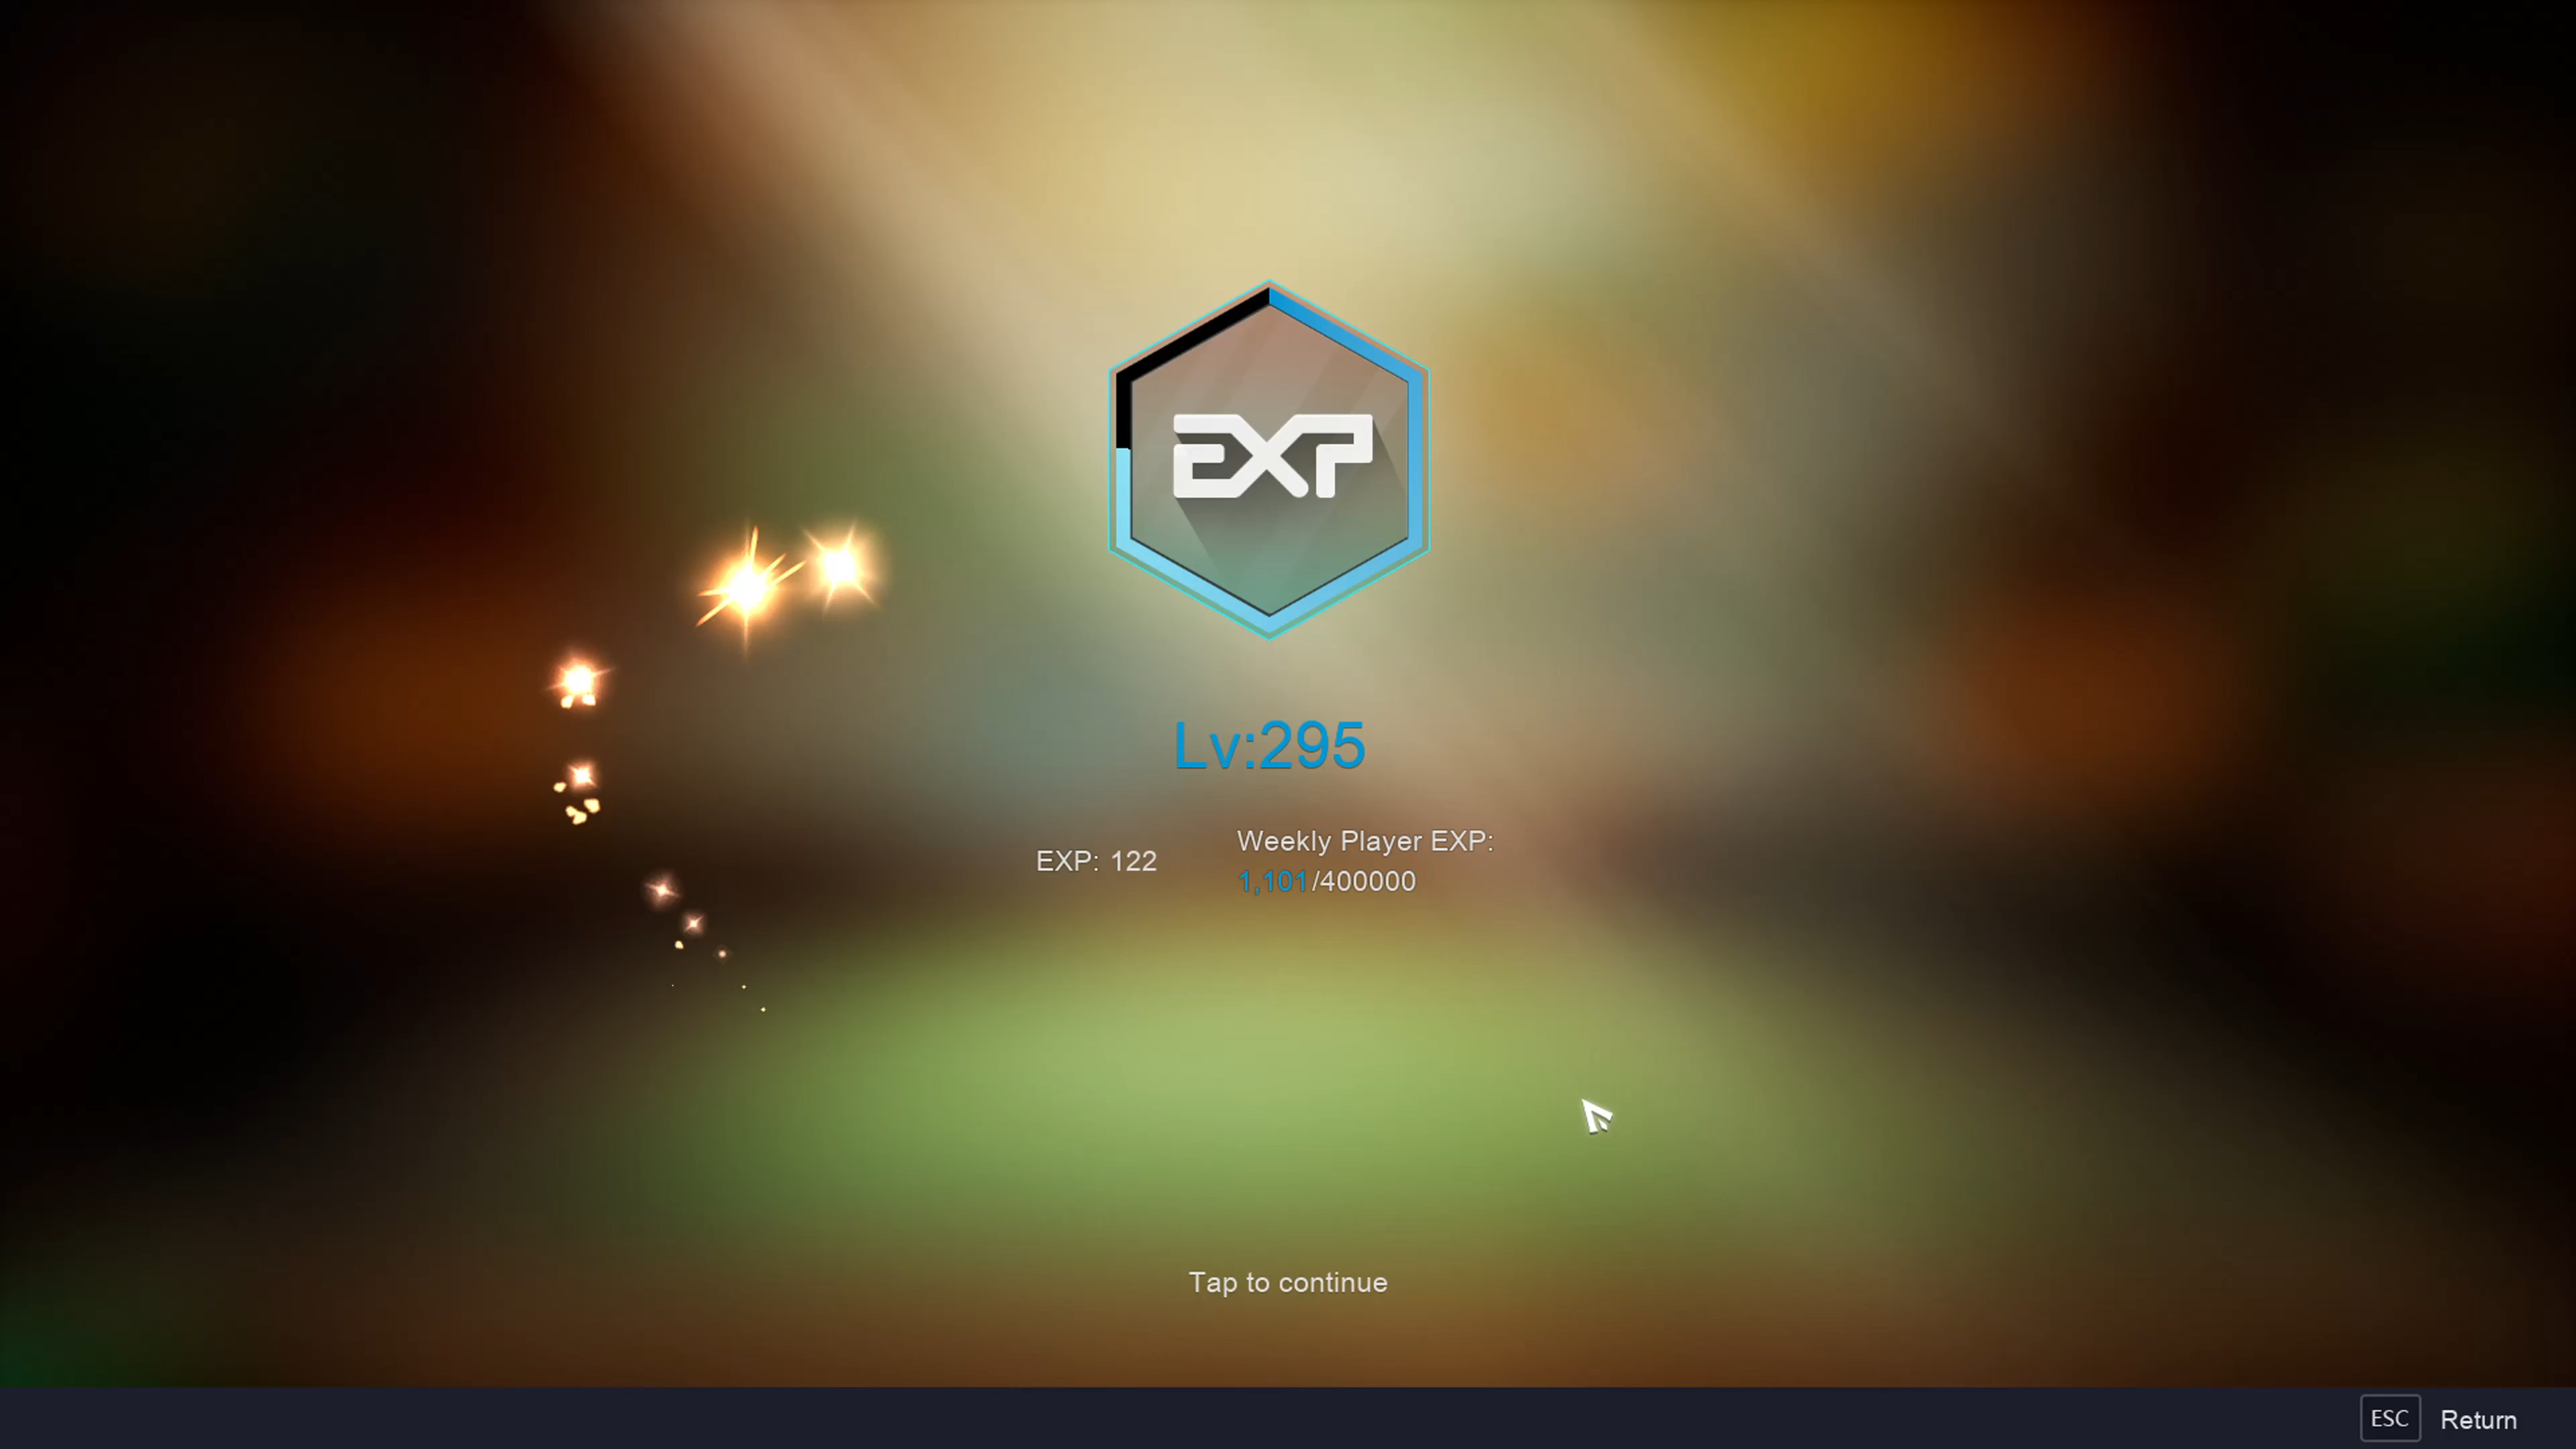 EXP
Lv:295
EXP: 122
Weekly Player EXP:
1,101/400000
Tap to continue
ESC Return